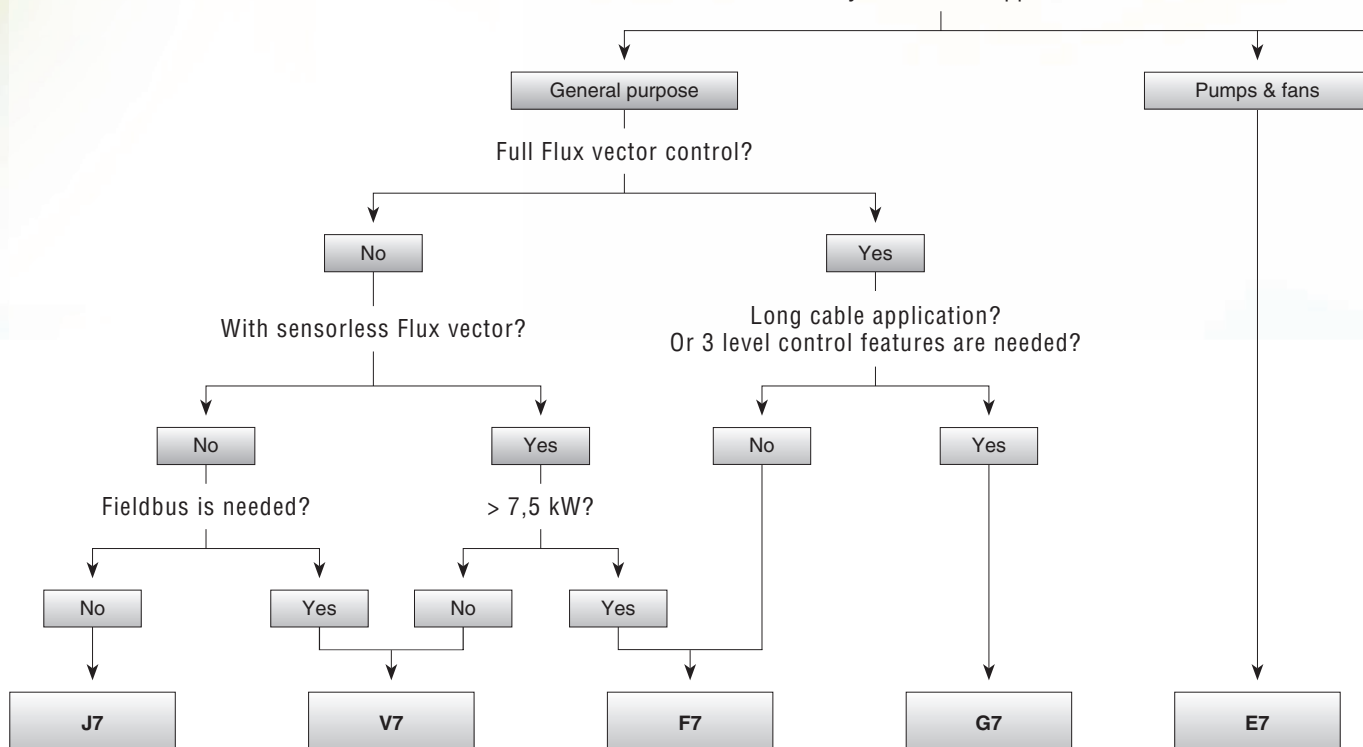 General purpose
Pumps & fans
Full Flux vector control?
No
Yes
With sensorless Flux vector?
Long cable application?
Or 3 level control features are needed?
No
Yes
No
Yes
Fieldbus is needed?
> 7,5 kW?
No
Yes
No
Yes
J7
V7
F7
G7
E7